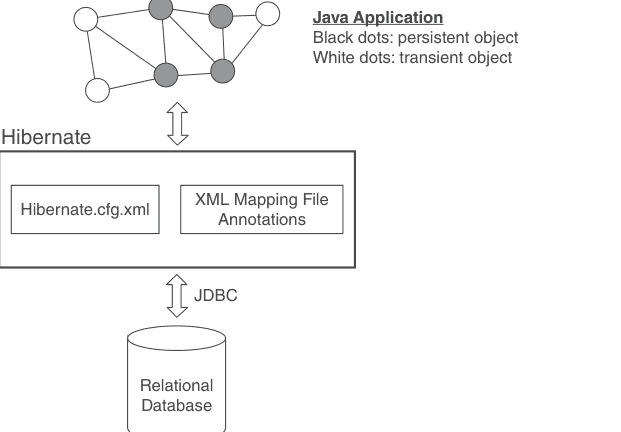 Java Application
Black dots: persistent object
White dots: transient object
Hibernate
Hibernate.cfg.xml
XML Mapping File
Annotations
JDBC
Relational
Database